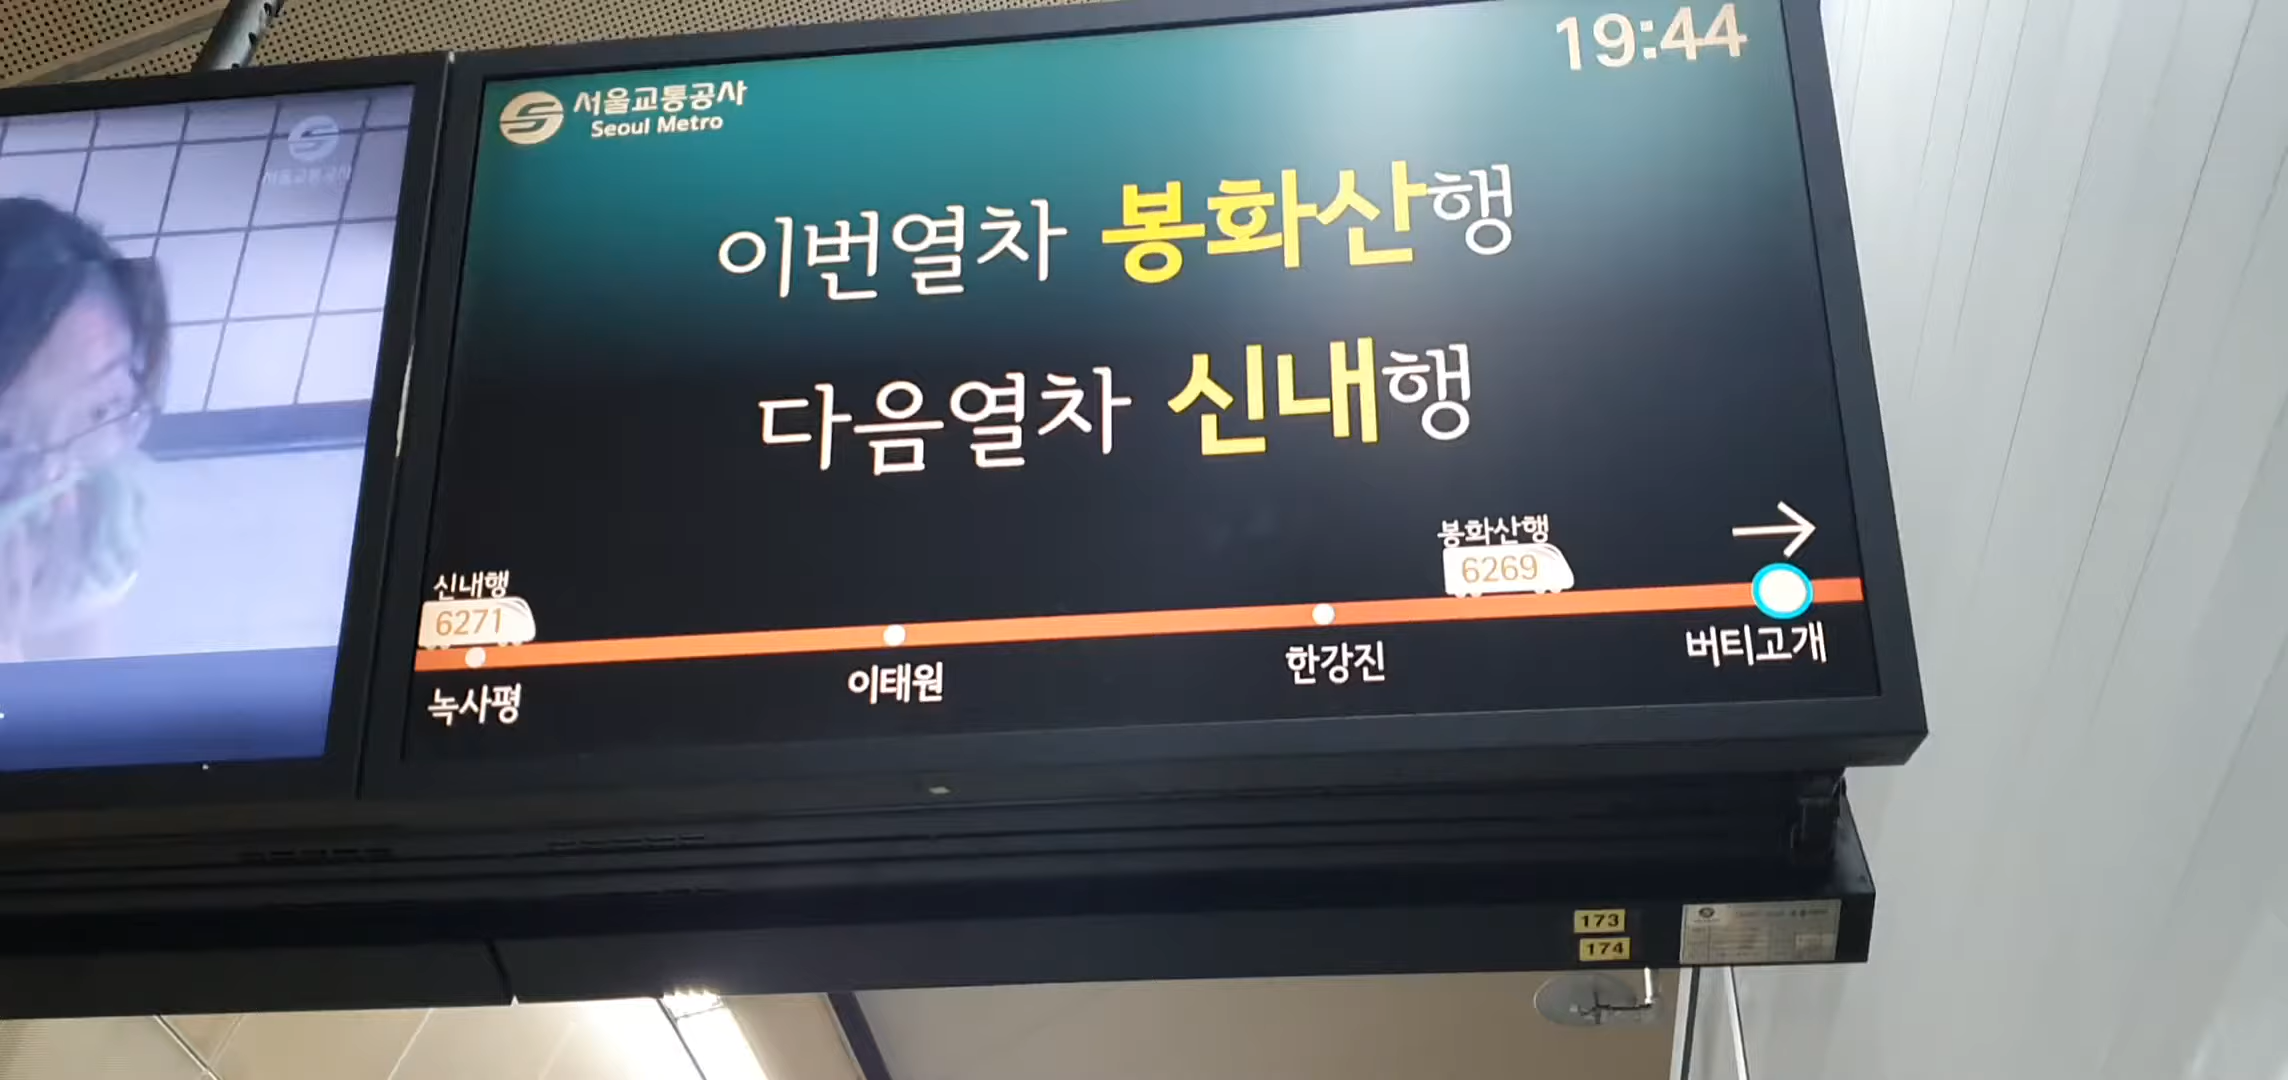 19:44
서울교통공사
Seoul Metro
이번열차 봉화산행
다음열차 신내행
신내행
6271
봉화산행
6269
녹사평
이태원
한강진
버티고개
173
174